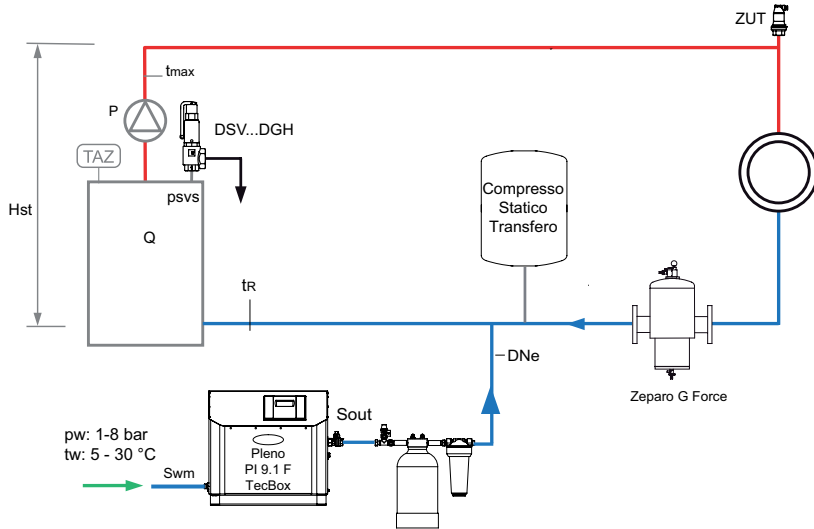 ZUT
tmax
P
DSV...DGH
TAZ
psvs
Hst
Q
Compresso
Statico
Transfero
tR
DNe
Zeparo G Force
Sout
pw: 1-8 bar
tw: 5 - 30 °C
Pleno
PI 9.1 F
TecBox
Swm